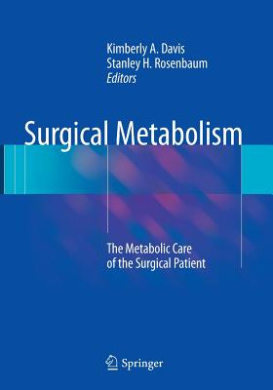 Kimberly A. Davis
Stanley H. Rosenbaum
Editors
Surgical Metabolism
The Metabolic Care
of the Surgical Patient
Springer